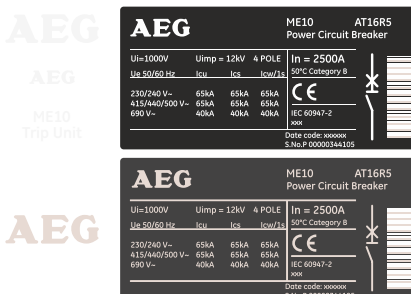 AEG
AEG
ME10
Trip Unit
AEG
AEG
ME10 AT16R5
Power Circuit Breaker
Ui=1000V Uimp = 12kV 4 POLE
In = 2500A
Ue 50/60 Hz Icu Ics Icw/1s
50°C Category B
230/240 V~ 65kA 65kA 65kA
415/440/500 V~ 65kA 65kA 65kA
690 V~ 40kA 40kA 40kA
CE
IEC 60947-2
xxx
Date code: xxxxxx
S.No.P 00000344105
AEG
ME10 AT16R5
Power Circuit Breaker
Ui=1000V Uimp = 12kV 4 POLE
In = 2500A
Ue 50/60 Hz Icu Ics Icw/1s
50°C Category B
230/240 V~ 65kA 65kA 65kA
415/440/500 V~ 65kA 65kA 65kA
690 V~ 40kA 40kA 40kA
CE
IEC 60947-2
xxx
Date code: xxxxxx